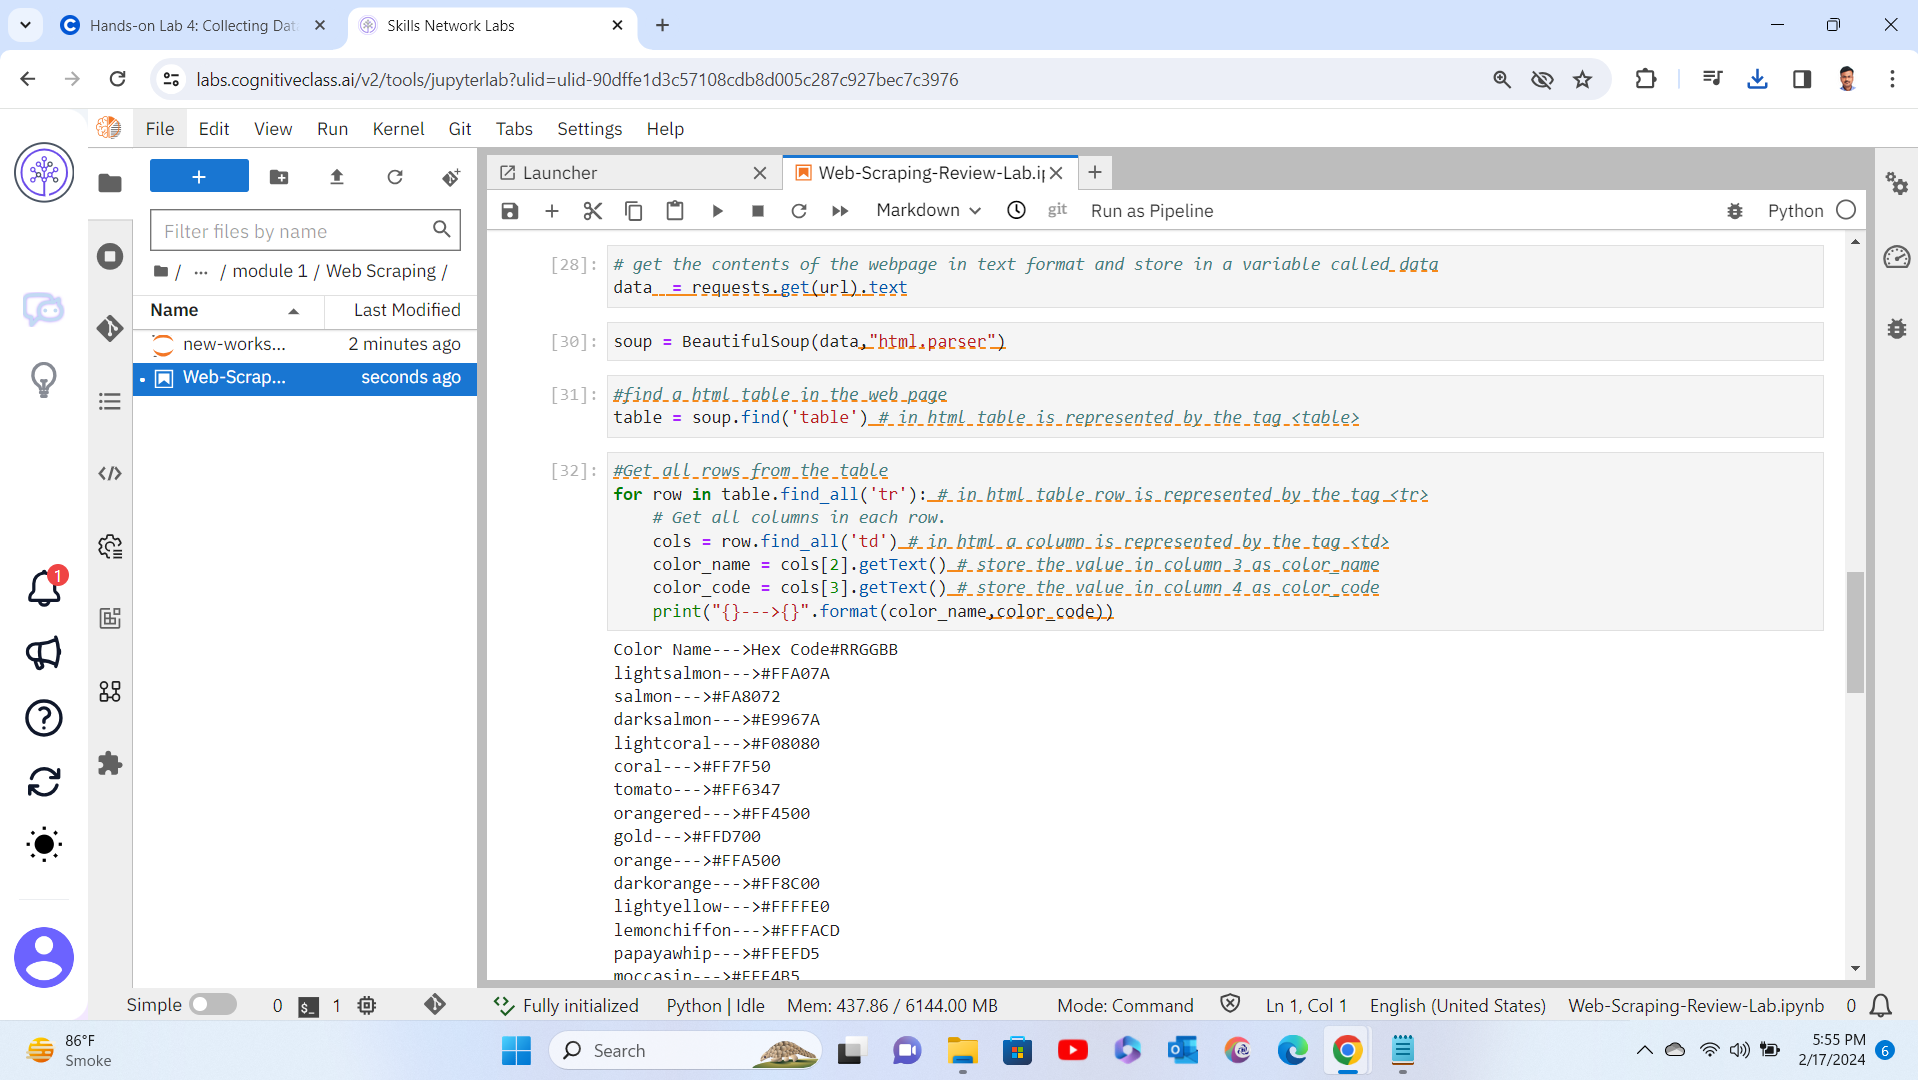 Hands-on Lab 4: Collecting Dat
Skills Network Labs
labs.cognitiveclass.ai/v2/tools/jupyterlab?ulid=ulid-90dffe1d3c57108cdb8d005c287c927bec7c3976
File Edit View Run Kernel Git Tabs Settings Help
Launcher
Web-Scraping-Review-Lab.ip
Filter files by name
/ ... / module 1 / Web Scraping /
Name Last Modified
new-works... 2 minutes ago
Web-Scrap... seconds ago
Markdown git Run as Pipeline Python
[28]: # get the contents of the webpage in text format and store in a variable called data
data  = requests.get(url).text
[30]: soup = BeautifulSoup(data,"html.parser")
[31]: #find a html table in the web page
table = soup.find('table') # in html table is represented by the tag <table>
[32]: #Get all rows from the table
for row in table.find_all('tr'): # in html table row is represented by the tag <tr>
    # Get all columns in each row.
    cols = row.find_all('td') # in html a column is represented by the tag <td>
    color_name = cols[2].getText() # store the value in column 3 as color_name
    color_code = cols[3].getText() # store the value in column 4 as color_code
    print("{}--->{}".format(color_name,color_code))
Color Name--->Hex Code#RRGGBB
lightsalmon--->#FFA07A
salmon--->#FA8072
darksalmon--->#E9967A
lightcoral--->#F08080
coral--->#FF7F50
tomato--->#FF6347
orangered--->#FF4500
gold--->#FFD700
orange--->#FFA500
darkorange--->#FF8C00
lightyellow--->#FFFFE0
lemonchiffon--->#FFFACD
papayawhip--->#FFEFD5
moccasin--->#FFE4B5
1
Simple 0 $_ 1 Fully initialized Python | Idle Mem: 437.86 / 6144.00 MB Mode: Command Ln 1, Col 1 English (United States) Web-Scraping-Review-Lab.ipynb 0
86°F
Smoke
Search
5:55 PM
2/17/2024
6